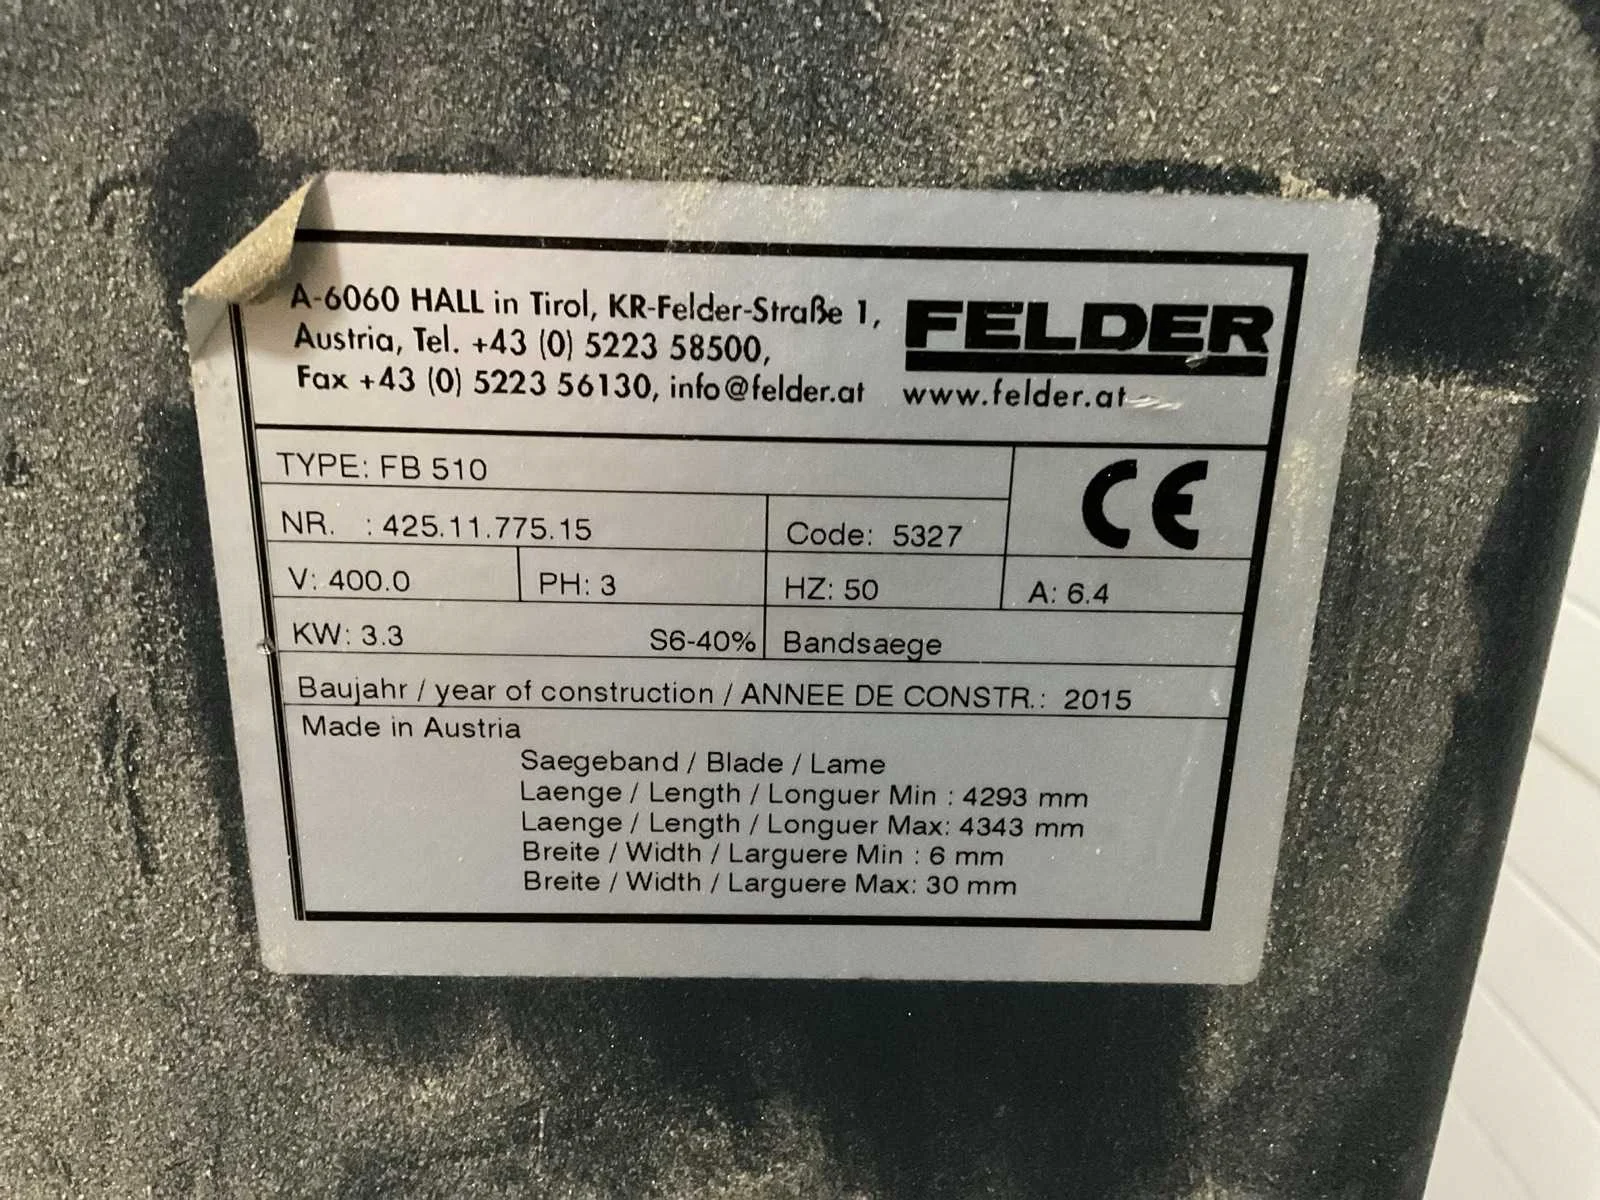 A-6060 HALL in Tirol, KR-Felder-Straße 1,
Austria, Tel. +43 (0) 5223 58500,
Fax +43 (0) 5223 56130, info@felder.at
FELDER
www.felder.at
TYPE: FB 510
CE
NR. : 425.11.775.15 Code: 5327
V: 400.0 PH: 3 HZ: 50 A: 6.4
KW: 3.3 S6-40% Bandsaege
Baujahr / year of construction / ANNEE DE CONSTR.: 2015
Made in Austria
Saegeband / Blade / Lame
Laenge / Length / Longuer Min : 4293 mm
Laenge / Length / Longuer Max: 4343 mm
Breite / Width / Larguere Min : 6 mm
Breite / Width / Larguere Max: 30 mm